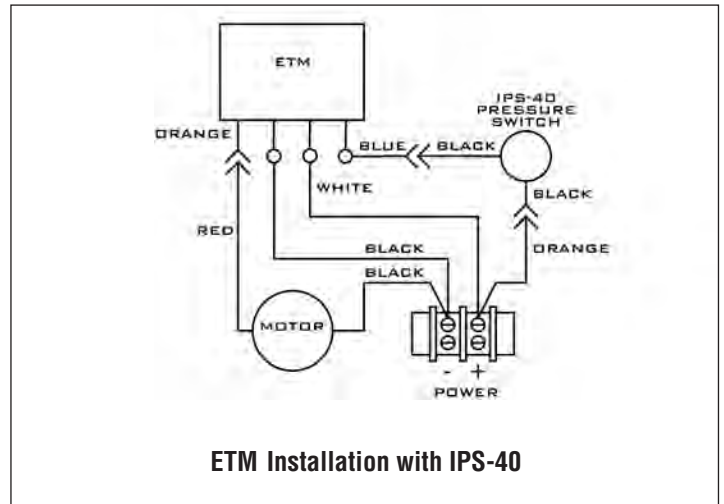 ETM
IPS-40
PRESSURE
SWITCH
ORANGE
BLUE
BLACK
WHITE
BLACK
RED
BLACK
ORANGE
BLACK
MOTOR
- +
POWER
ETM Installation with IPS-40